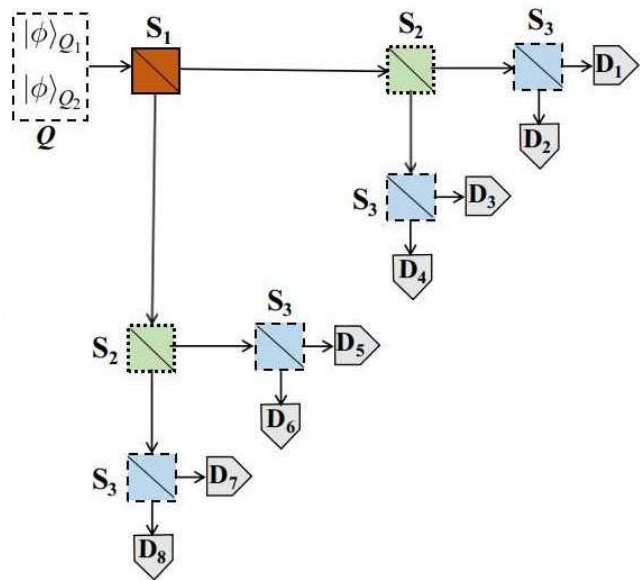 |ϕ⟩Q₁
|ϕ⟩Q₂
Q
S₁
S₂
S₃
D₁
D₂
S₃
D₃
D₄
S₂
S₃
D₅
D₆
S₃
D₇
D₈